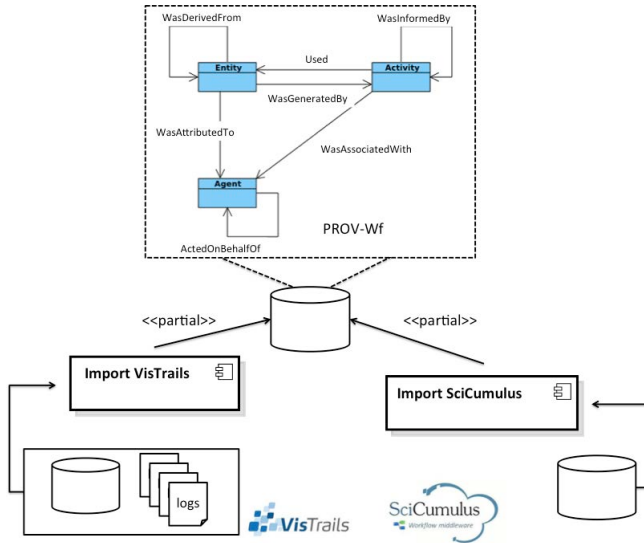 WasDerivedFrom
WasInformedBy
Entity
Used
Activity
WasGeneratedBy
WasAttributedTo
WasAssociatedWith
Agent
PROV-Wf
ActedOnBehalfOf
<<partial>>
<<partial>>
Import VisTrails
Import SciCumulus
logs
VisTrails
SciCumulus
Workflow middleware